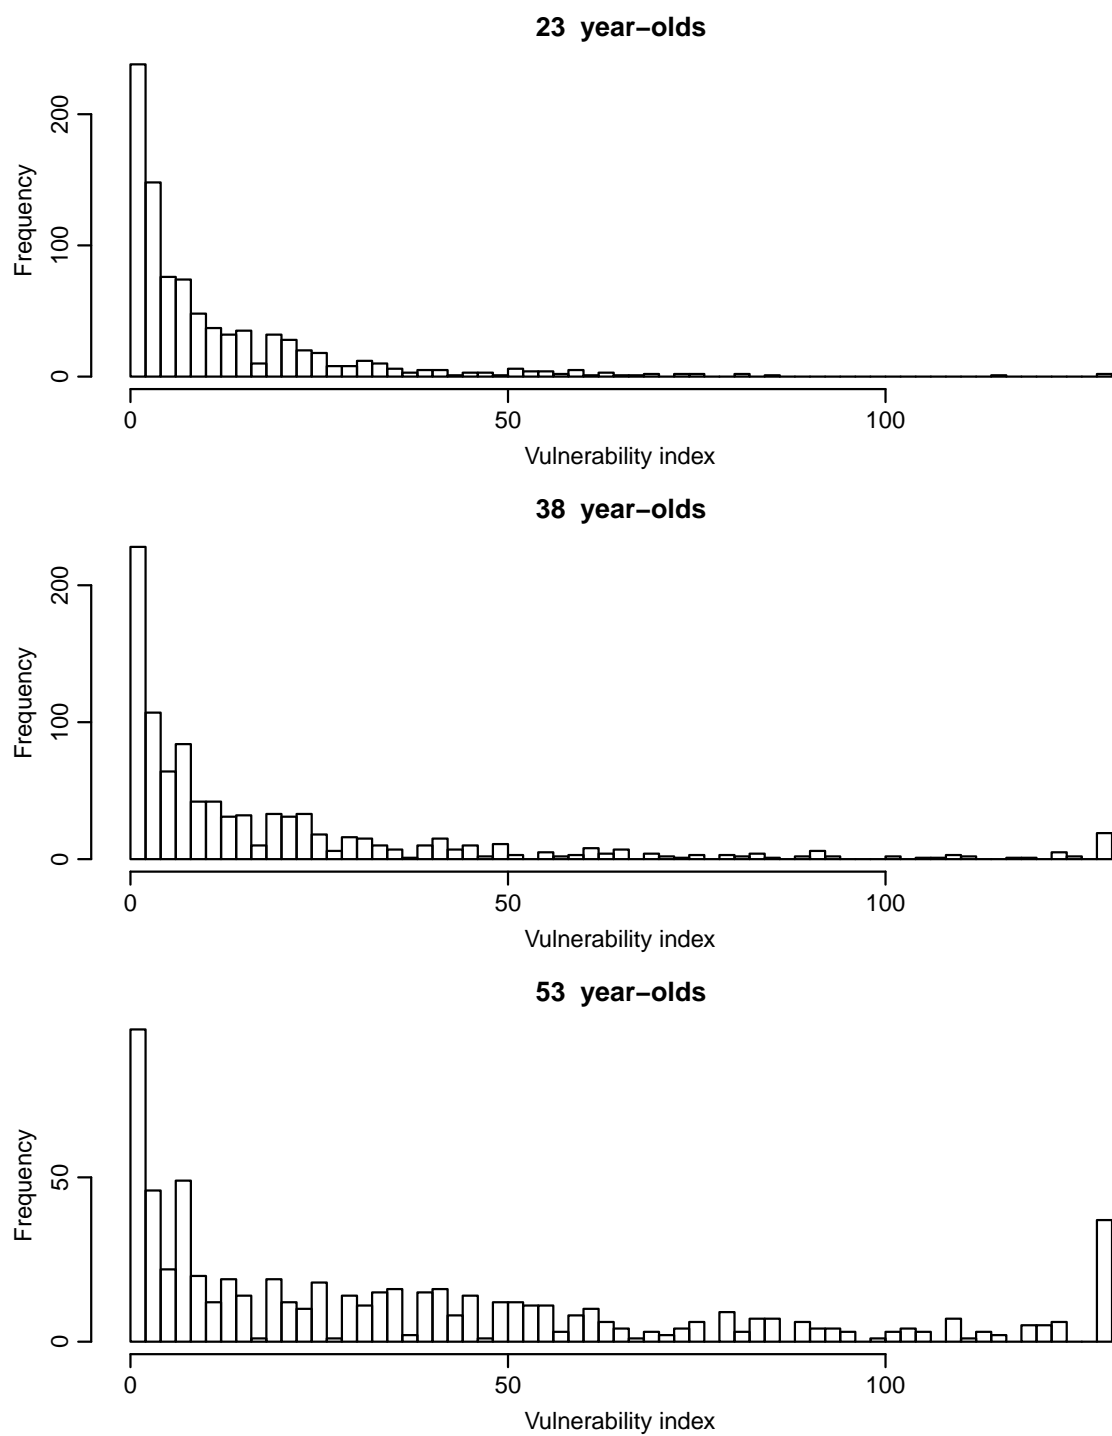 23 year–olds
200
100
0
Frequency
0 50 100
Vulnerability index
38 year–olds
200
100
0
Frequency
0 50 100
Vulnerability index
53 year–olds
50
0
Frequency
0 50 100
Vulnerability index